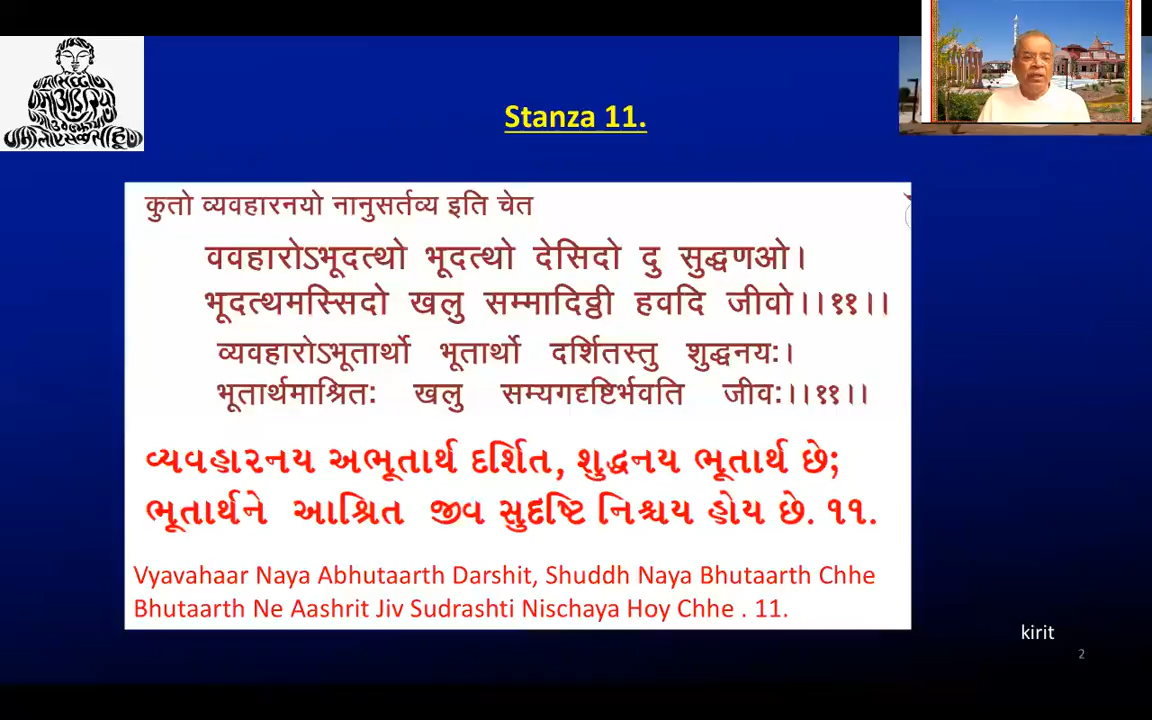 Stanza 11.
कुतो व्यवहारनयो नानुसर्तव्य इति चेत
ववहारोऽभूदत्थो भूदत्थो देसिदो दु सुद्धणओ।
भूदत्थमस्सिदो खलु सम्मादिट्ठी हवदि जीवो।।११।।
व्यवहारोऽभूतार्थो भूतार्थो दर्शितस्तु शुद्धनयः।
भूतार्थमाश्रितः खलु सम्यग्दृष्टिर्भवति जीवः।।११।।
વ્યવહારનય અભૂતાર્થ દર્શિત, શુદ્ધનય ભૂતાર્થ છે;
ભૂતાર્થને આશ્રિત જીવ સુદૃષ્ટિ નિશ્ચય હોય છે. ૧૧.
Vyavahaar Naya Abhutaarth Darshit, Shuddh Naya Bhutaarth Chhe
Bhutaarth Ne Aashrit Jiv Sudrashti Nischaya Hoy Chhe . 11.
kirit
2